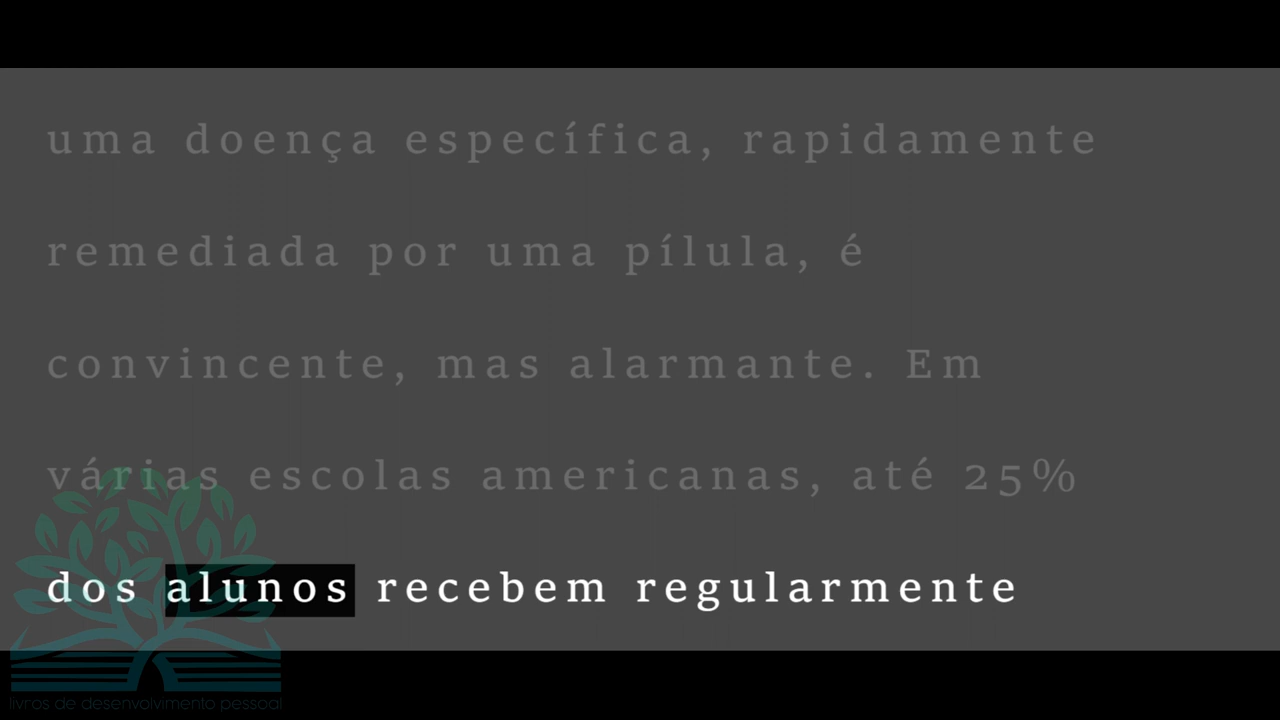 uma doença específica, rapidamente
remediada por uma pílula, é
convincente, mas alarmante. Em
várias escolas americanas, até 25%
dos alunos recebem regularmente
livros de desenvolvimento pessoal